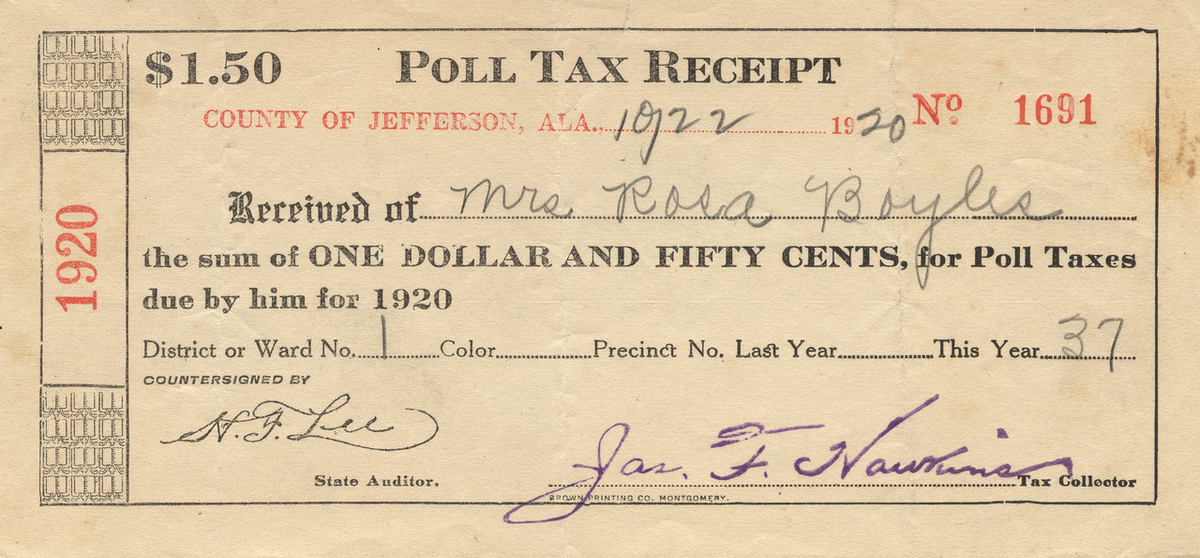 $1.50 POLL TAX RECEIPT
COUNTY OF JEFFERSON, ALA., 10/22 1920 No. 1691
1920
Received of Mrs Rosa Boyles
the sum of ONE DOLLAR AND FIFTY CENTS, for Poll Taxes
due by him for 1920
District or Ward No. 1 Color Precinct No. Last Year This Year 37
COUNTERSIGNED BY
H. F. Lee
Jas. F. Hawkins
State Auditor. Tax Collector
BROWN PRINTING CO. MONTGOMERY.